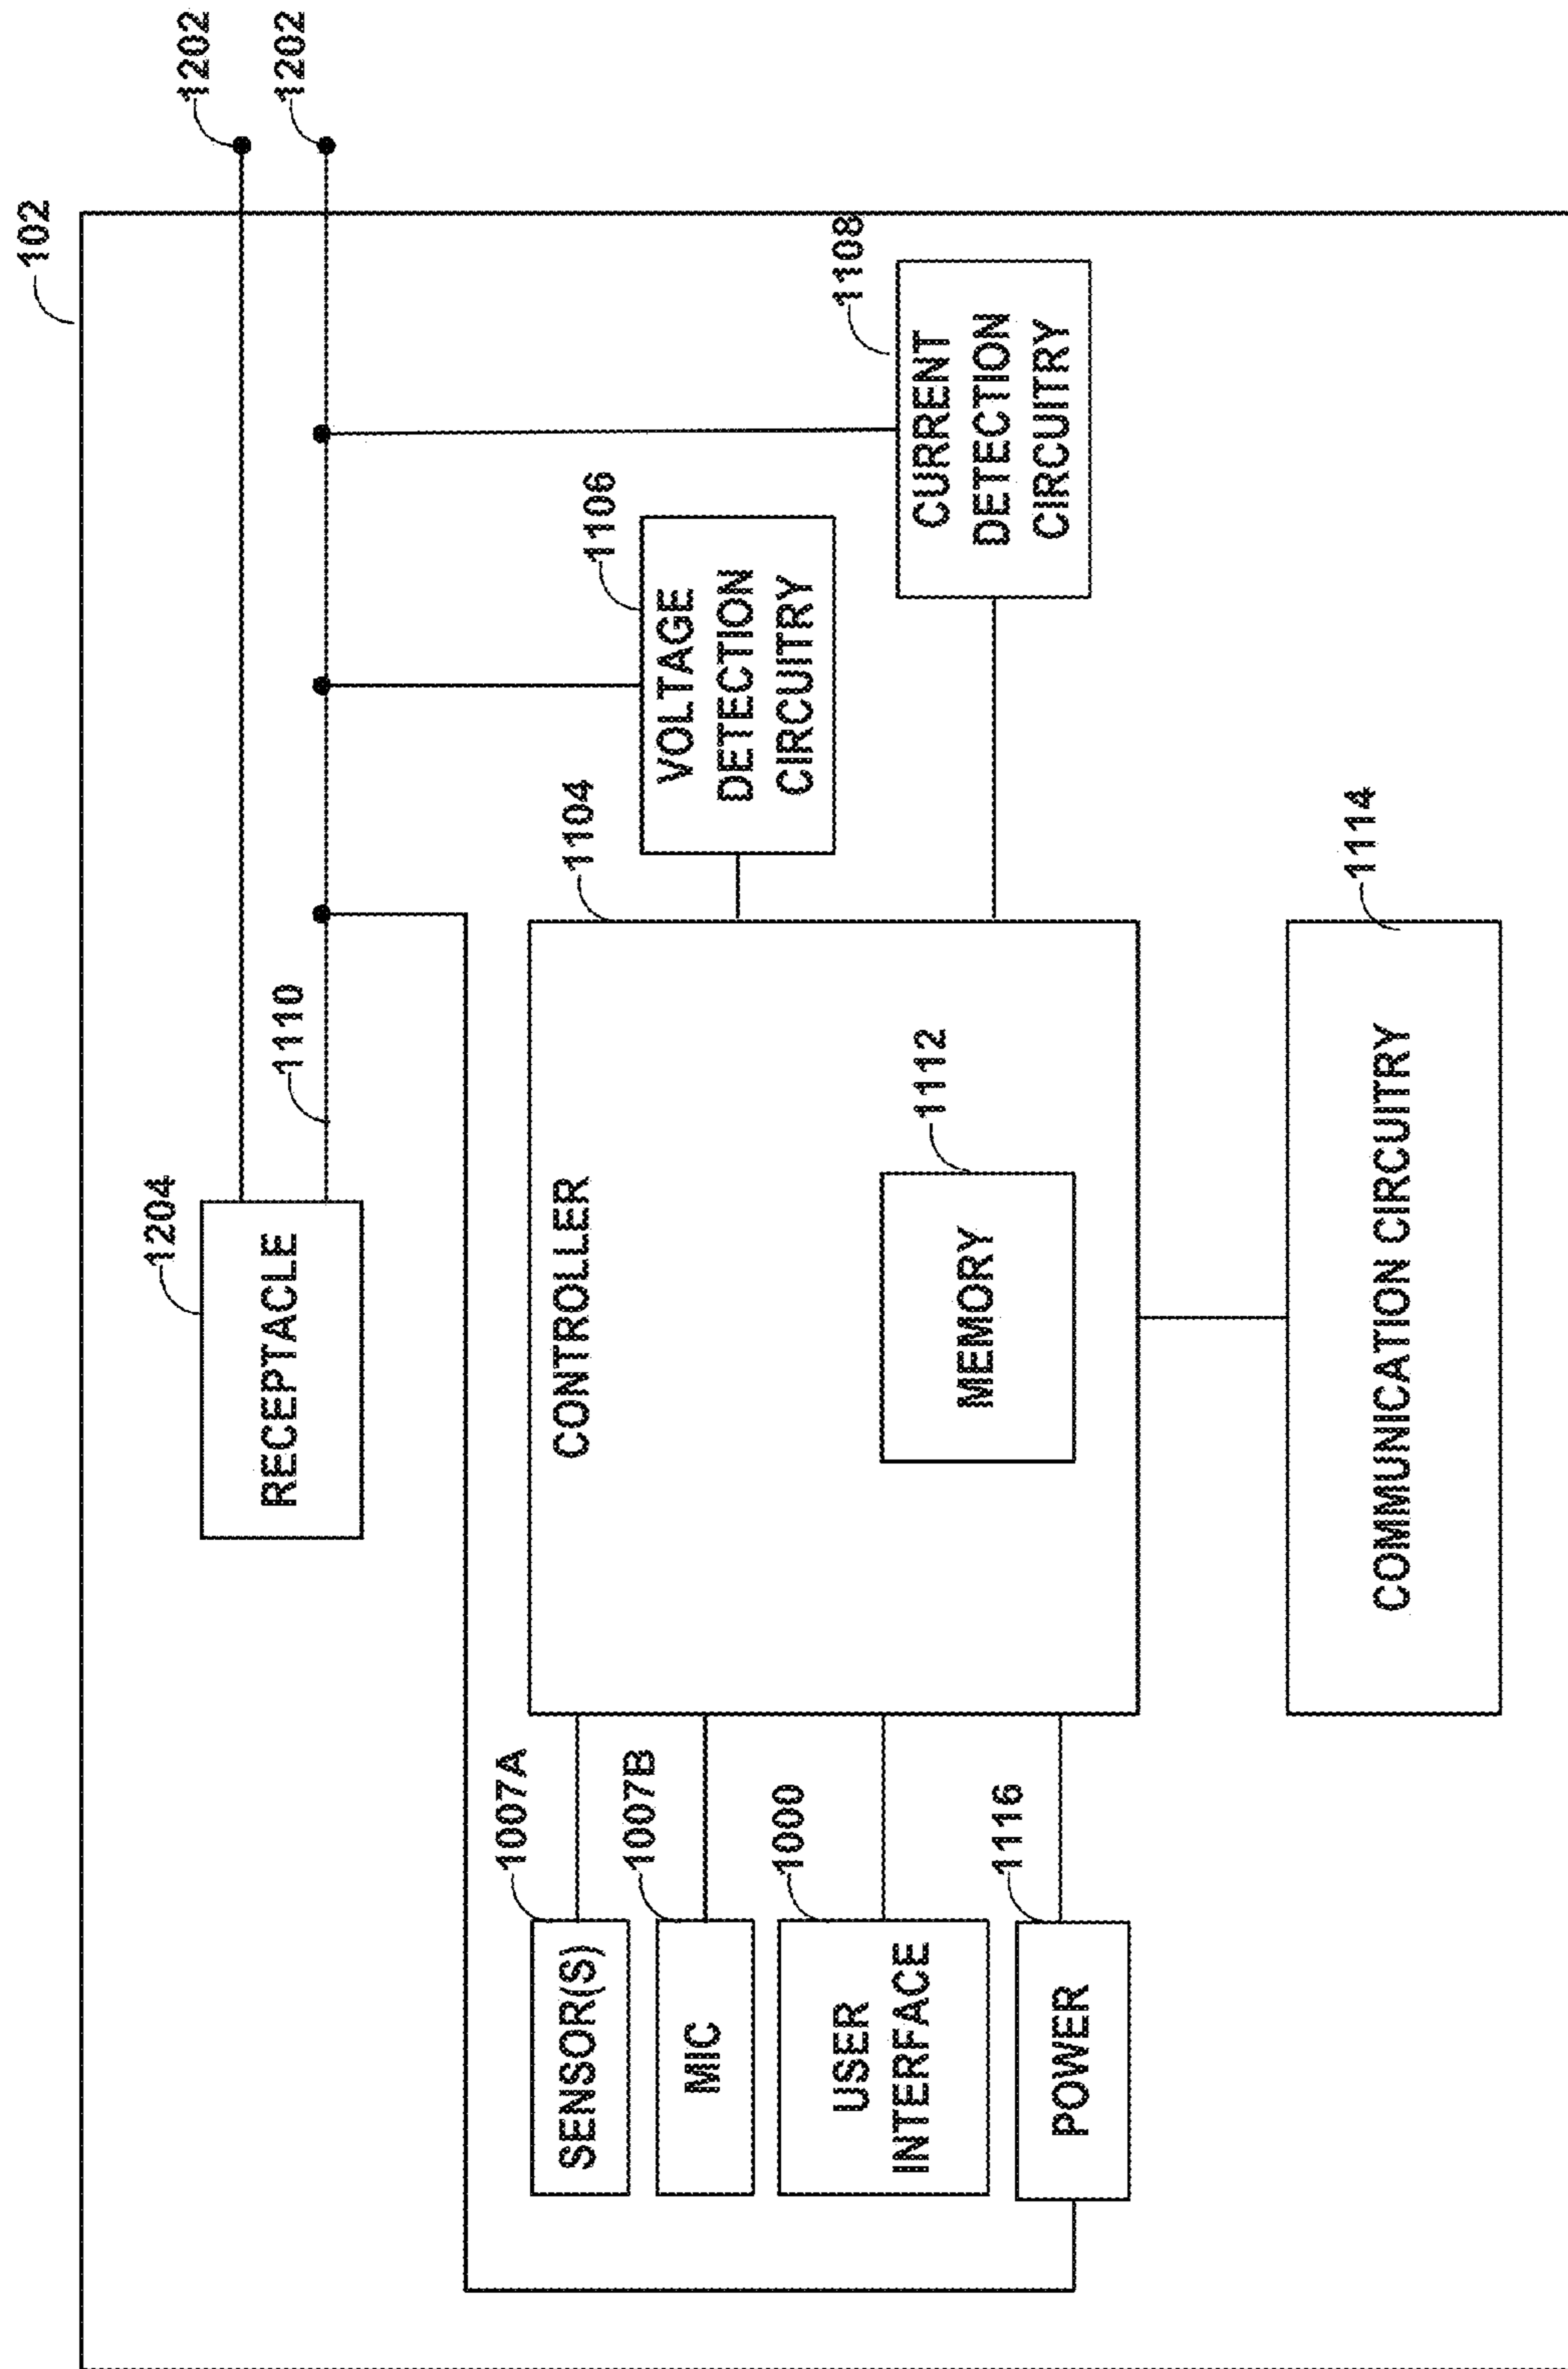 102
1202
1202
1204
RECEPTACLE
1110
1007A
SENSOR(S)
1007B
MIC
1000
USER
INTERFACE
1116
POWER
1104
CONTROLLER
1112
MEMORY
1106
VOLTAGE
DETECTION
CIRCUITRY
1108
CURRENT
DETECTION
CIRCUITRY
1114
COMMUNICATION CIRCUITRY